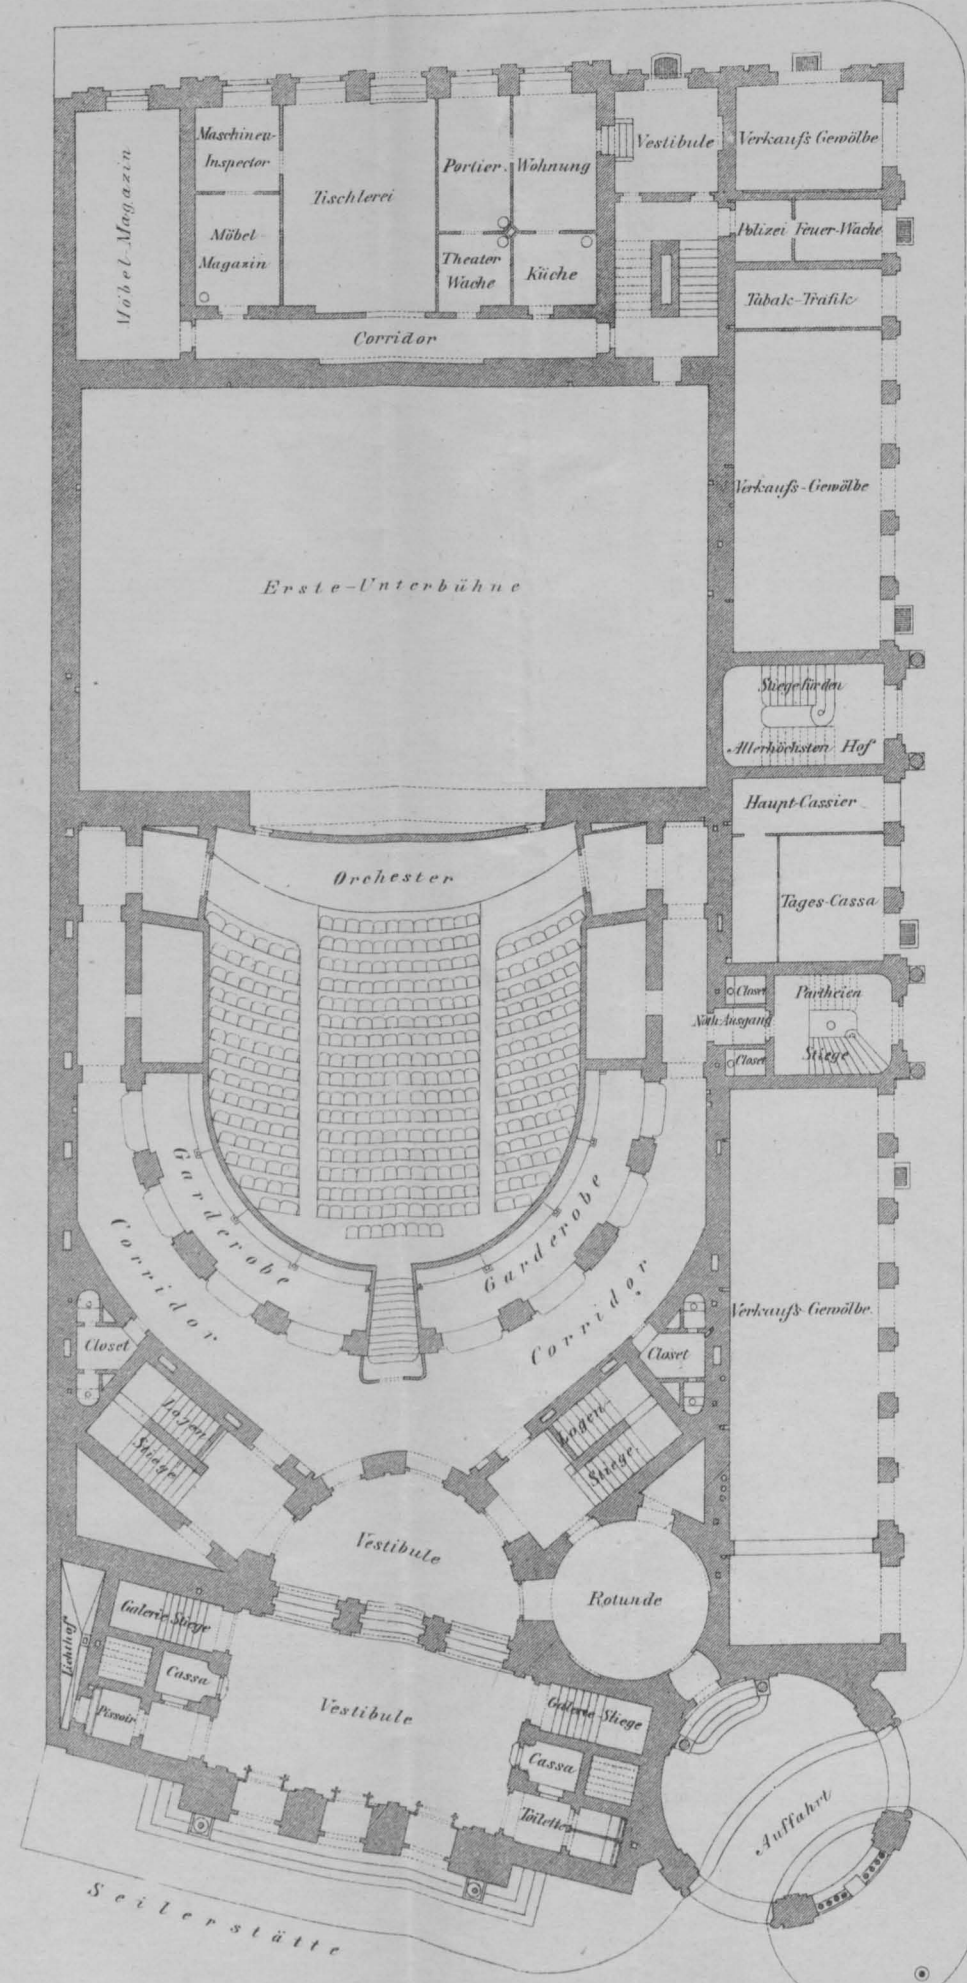 Maschinen-
Inspector
Möbel-Magazin
Tischlerei
Portier.
Wohnung
Vestibule
Verkaufs Gewölbe
Möbel-
Magazin
Theater
Wache
Küche
Polizei
Feuer-Wache
Tabak-Trafik
Corridor
Verkaufs-Gewölbe
Erste-Unterbühne
Stiege für den
Allerhöchsten Hof
Haupt-Cassier
Orchester
Tages-Cassa
Closet
Partheien
Noth-Ausgang
Stiege
Closet
Garderobe
Garderobe
Corridor
Corridor
Verkaufs-Gewölbe.
Closet
Closet
Logen
Stiege
Logen-
Stiege
Vestibule
Rotunde
Galerie Stiege
Lichthof
Cassa
Pissoir
Vestibule
Galerie Stiege
Cassa
Toilette
Auffahrt
Seilerstätte